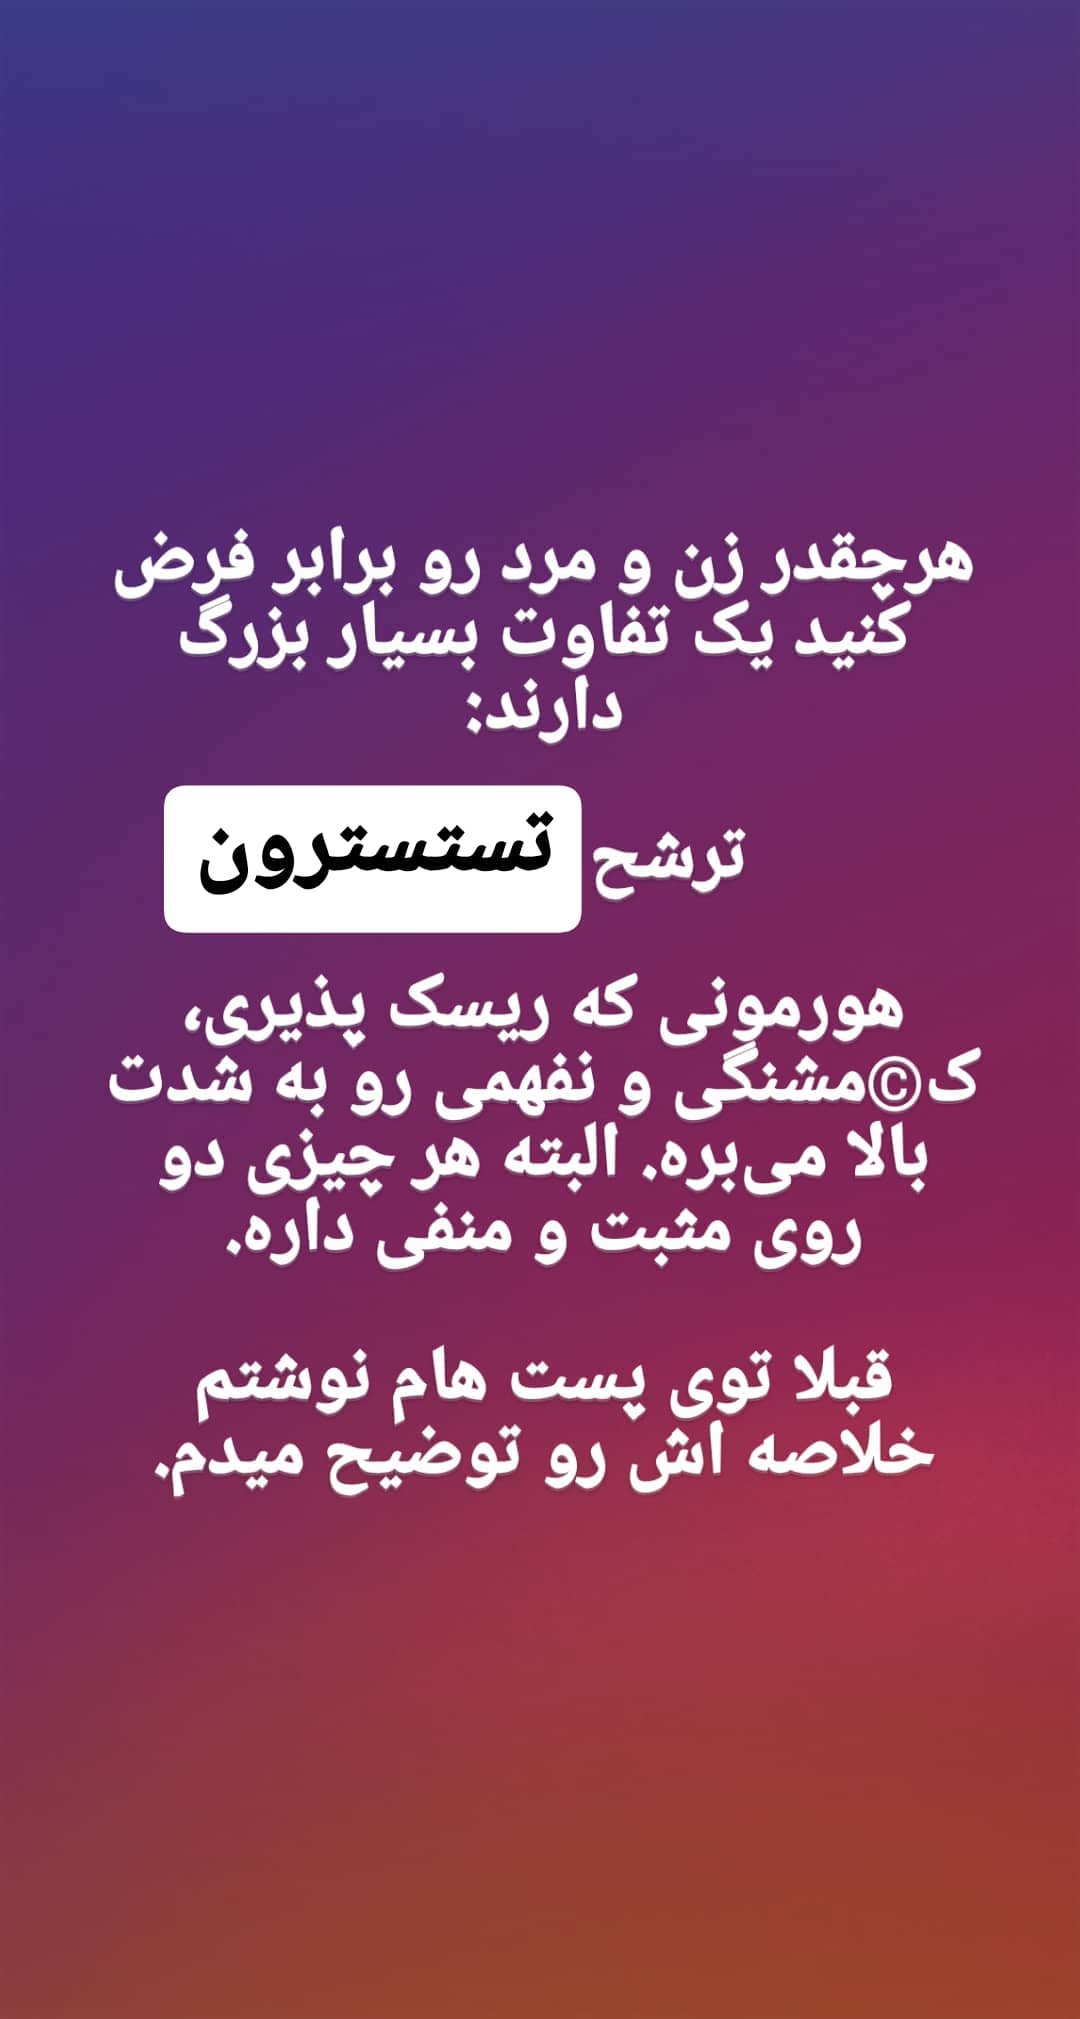 هرچقدر زن و مرد رو برابر فرض
کنید یک تفاوت بسیار بزرگ
دارند:
ترشح تستسترون
هورمونی که ریسک پذیری،
ک©مشنگی و نفهمی رو به شدت
بالا می‌بره. البته هر چیزی دو
روی مثبت و منفی داره.
قبلا توی پست هام نوشتم
خلاصه اش رو توضیح میدم.